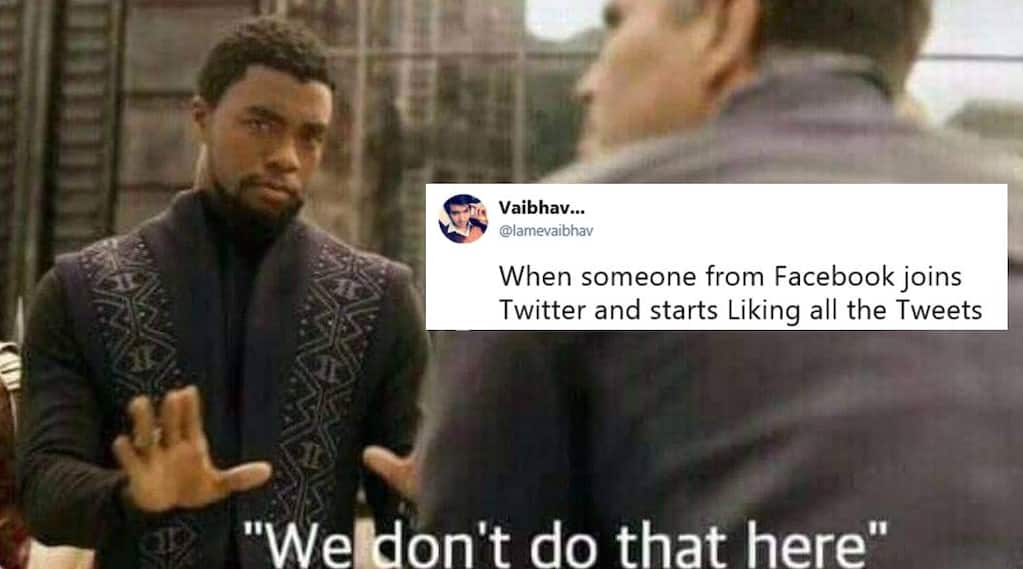 Vaibhav...
@lamevaibhav
When someone from Facebook joins
Twitter and starts Liking all the Tweets
"We don't do that here"